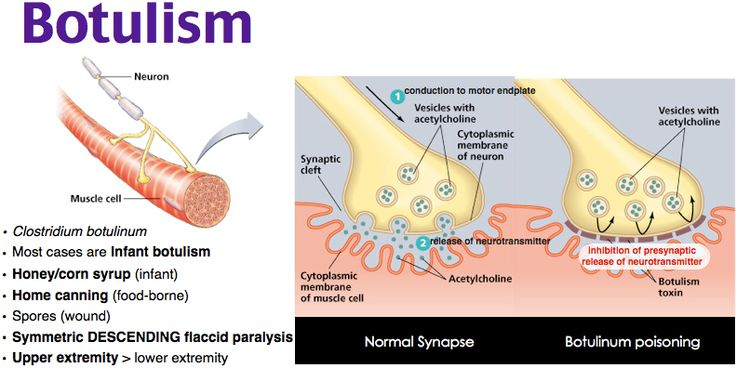 Botulism
Neuron
Muscle cell
• Clostridium botulinum
• Most cases are Infant botulism
• Honey/corn syrup (infant)
• Home canning (food-borne)
• Spores (wound)
• Symmetric DESCENDING flaccid paralysis
• Upper extremity > lower extremity
1 conduction to motor endplate
Vesicles with
acetylcholine
Cytoplasmic
membrane
of neuron
Synaptic
cleft
2 release of neurotransmitter
Cytoplasmic
membrane
of muscle cell
Acetylcholine
Normal Synapse
Vesicles with
acetylcholine
Inhibition of presynaptic
release of neurotransmitter
Botulism
toxin
Botulinum poisoning